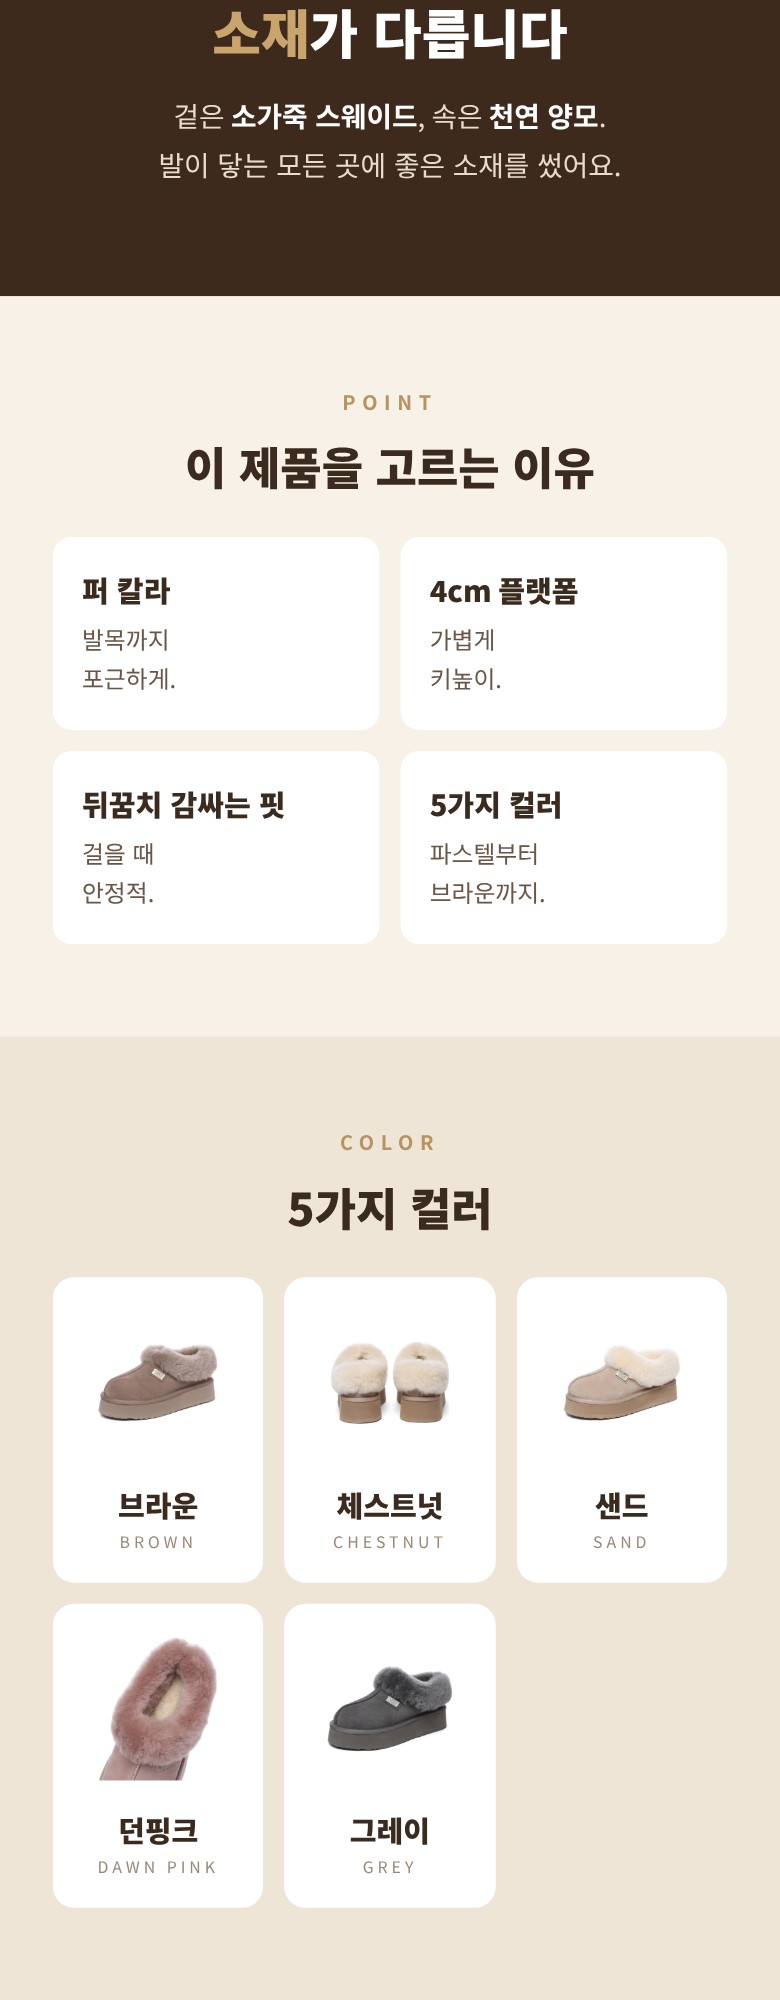 소재가 다릅니다
겉은 소가죽 스웨이드, 속은 천연 양모.
발이 닿는 모든 곳에 좋은 소재를 썼어요.
POINT
이 제품을 고르는 이유
퍼 칼라
발목까지
포근하게.
4cm 플랫폼
가볍게
키높이.
뒤꿈치 감싸는 핏
걸을 때
안정적.
5가지 컬러
파스텔부터
브라운까지.
COLOR
5가지 컬러
브라운
BROWN
체스트넛
CHESTNUT
샌드
SAND
던핑크
DAWN PINK
그레이
GREY